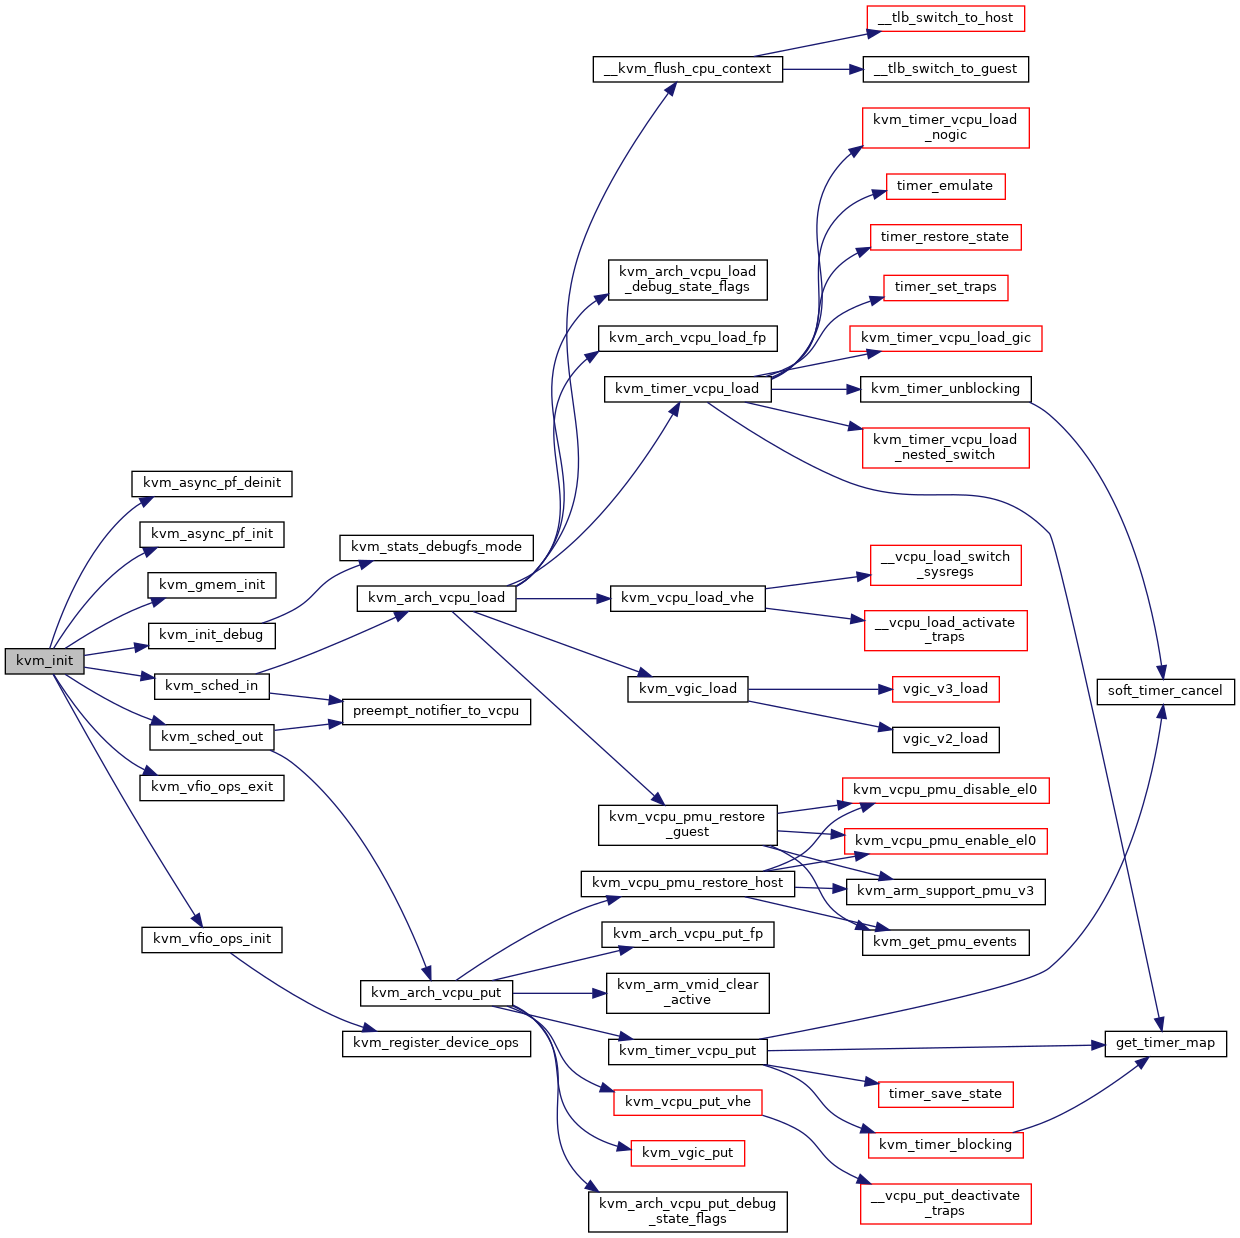 __tlb_switch_to_host
__kvm_flush_cpu_context
__tlb_switch_to_guest
kvm_timer_vcpu_load
_nogic
timer_emulate
timer_restore_state
kvm_arch_vcpu_load
_debug_state_flags
timer_set_traps
kvm_arch_vcpu_load_fp
kvm_timer_vcpu_load_gic
kvm_timer_vcpu_load
kvm_timer_unblocking
kvm_timer_vcpu_load
_nested_switch
kvm_async_pf_deinit
kvm_async_pf_init
kvm_stats_debugfs_mode
__vcpu_load_switch
_sysregs
kvm_gmem_init
kvm_arch_vcpu_load
kvm_vcpu_load_vhe
kvm_init_debug
__vcpu_load_activate
_traps
kvm_init
kvm_sched_in
kvm_vgic_load
vgic_v3_load
soft_timer_cancel
preempt_notifier_to_vcpu
kvm_sched_out
vgic_v2_load
kvm_vfio_ops_exit
kvm_vcpu_pmu_disable_el0
kvm_vcpu_pmu_restore
_guest
kvm_vcpu_pmu_enable_el0
kvm_vcpu_pmu_restore_host
kvm_arm_support_pmu_v3
kvm_vfio_ops_init
kvm_arch_vcpu_put_fp
kvm_get_pmu_events
kvm_arch_vcpu_put
kvm_arm_vmid_clear
_active
kvm_register_device_ops
kvm_timer_vcpu_put
get_timer_map
timer_save_state
kvm_vcpu_put_vhe
kvm_timer_blocking
kvm_vgic_put
__vcpu_put_deactivate
_traps
kvm_arch_vcpu_put_debug
_state_flags